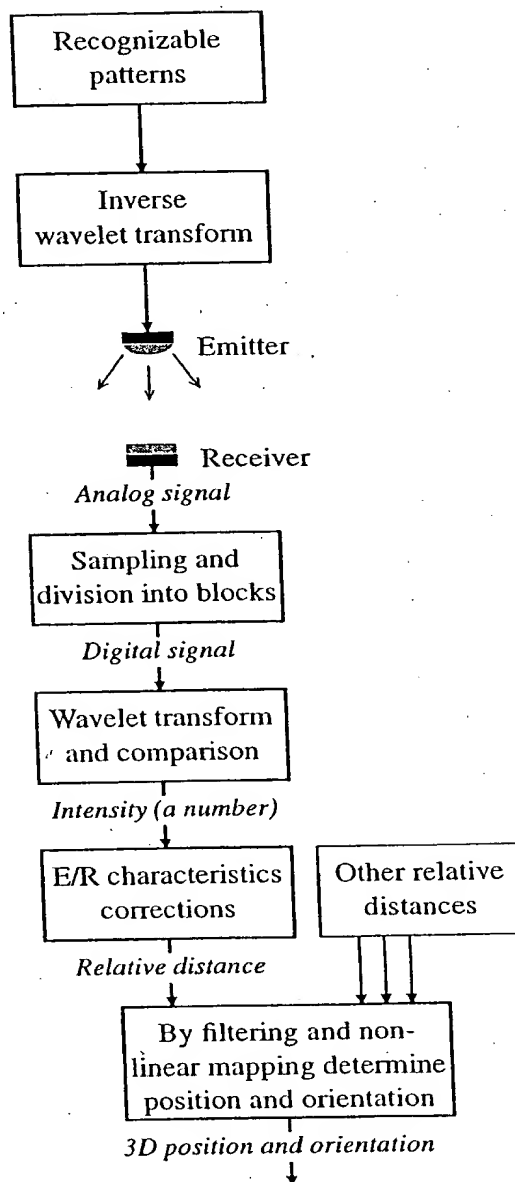 Recognizable
patterns
Inverse
wavelet transform
Emitter
Receiver
Analog signal
Sampling and
division into blocks
Digital signal
Wavelet transform
and comparison
Intensity (a number)
E/R characteristics
corrections
Other relative
distances
Relative distance
By filtering and non-
linear mapping determine
position and orientation
3D position and orientation